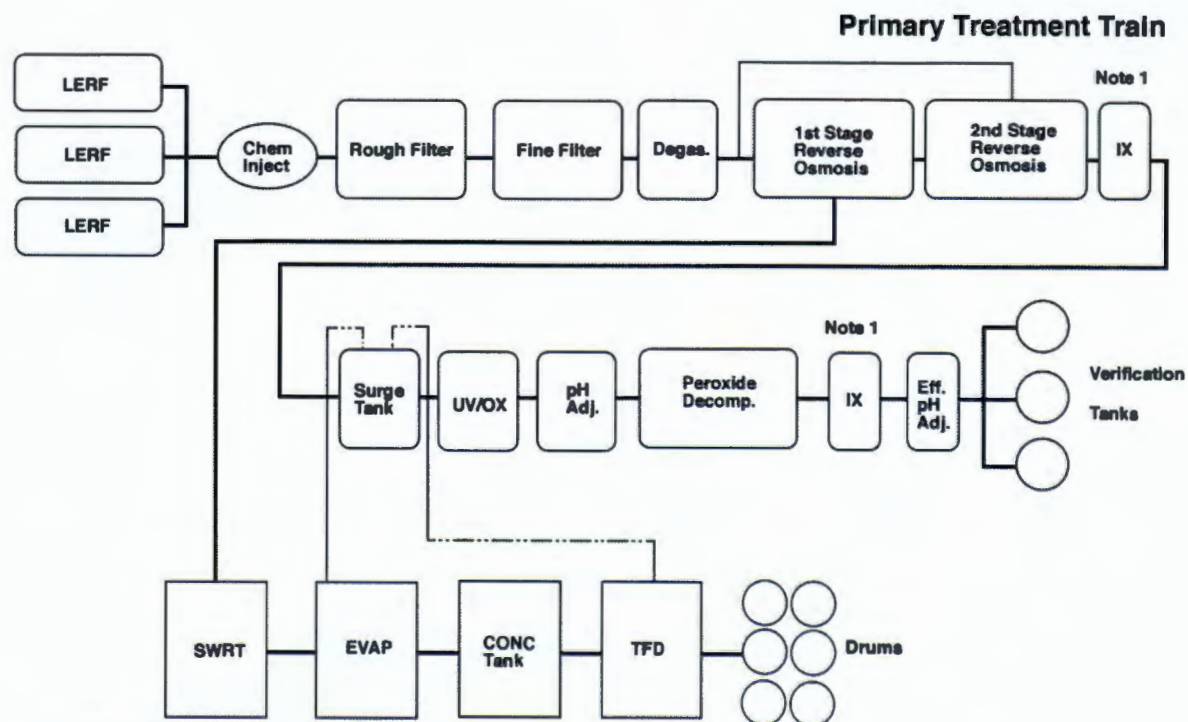 Primary Treatment Train
LERF
LERF
LERF
Chem
Inject
Rough Filter
Fine Filter
Degas.
1st Stage
Reverse
Osmosis
2nd Stage
Reverse
Osmosis
Note 1
IX
Surge
Tank
UV/OX
pH
Adj.
Peroxide
Decomp.
Note 1
IX
Eff.
pH
Adj.
Verification
Tanks
SWRT
EVAP
CONC
Tank
TFD
Drums